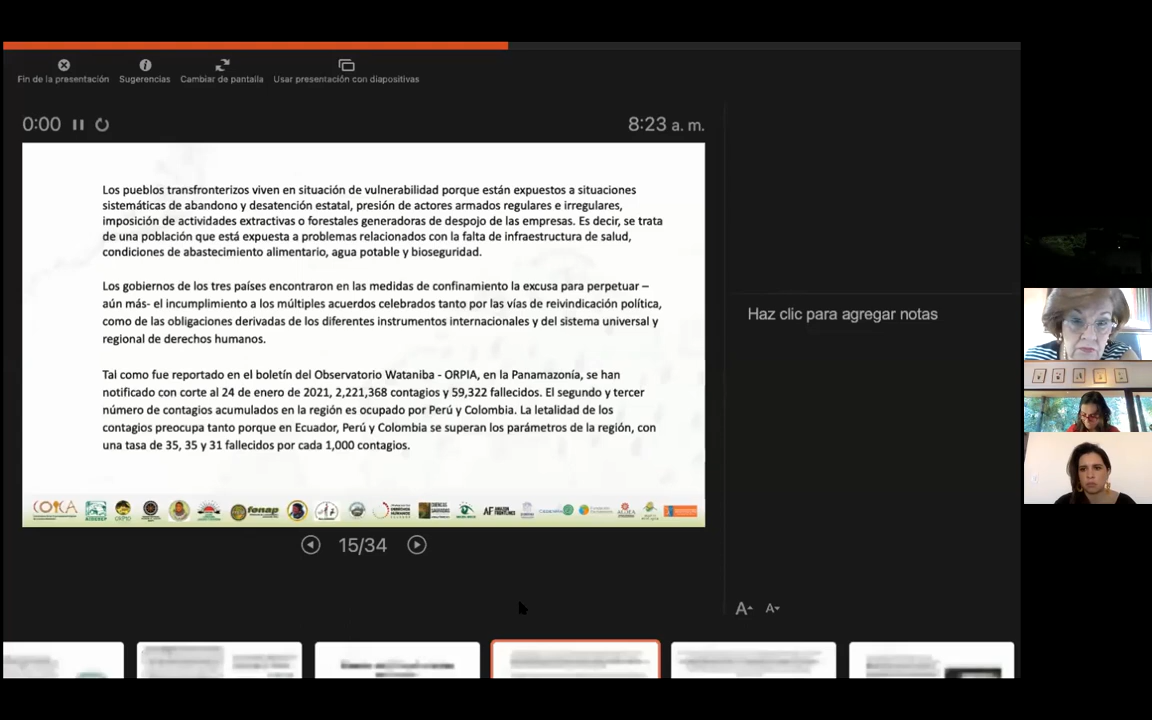 Fin de la presentación
Sugerencias
Cambiar de pantalla
Usar presentación con diapositivas
0:00
8:23 a. m.
Los pueblos transfronterizos viven en situación de vulnerabilidad porque están expuestos a situaciones
sistemáticas de abandono y desatención estatal, presión de actores armados regulares e irregulares,
imposición de actividades extractivas o forestales generadoras de despojo de las empresas. Es decir, se trata
de una población que está expuesta a problemas relacionados con la falta de infraestructura de salud,
condiciones de abastecimiento alimentario, agua potable y bioseguridad.
Los gobiernos de los tres países encontraron en las medidas de confinamiento la excusa para perpetuar –
aún más- el incumplimiento a los múltiples acuerdos celebrados tanto por las vías de reivindicación política,
como de las obligaciones derivadas de los diferentes instrumentos internacionales y del sistema universal y
regional de derechos humanos.
Tal como fue reportado en el boletín del Observatorio Wataniba - ORPIA, en la Panamazonía, se han
notificado con corte al 24 de enero de 2021, 2,221,368 contagios y 59,322 fallecidos. El segundo y tercer
número de contagios acumulados en la región es ocupado por Perú y Colombia. La letalidad de los
contagios preocupa tanto porque en Ecuador, Perú y Colombia se superan los parámetros de la región, con
una tasa de 35, 35 y 31 fallecidos por cada 1,000 contagios.
COICA
fenap
AF
15/34
Haz clic para agregar notas
A A